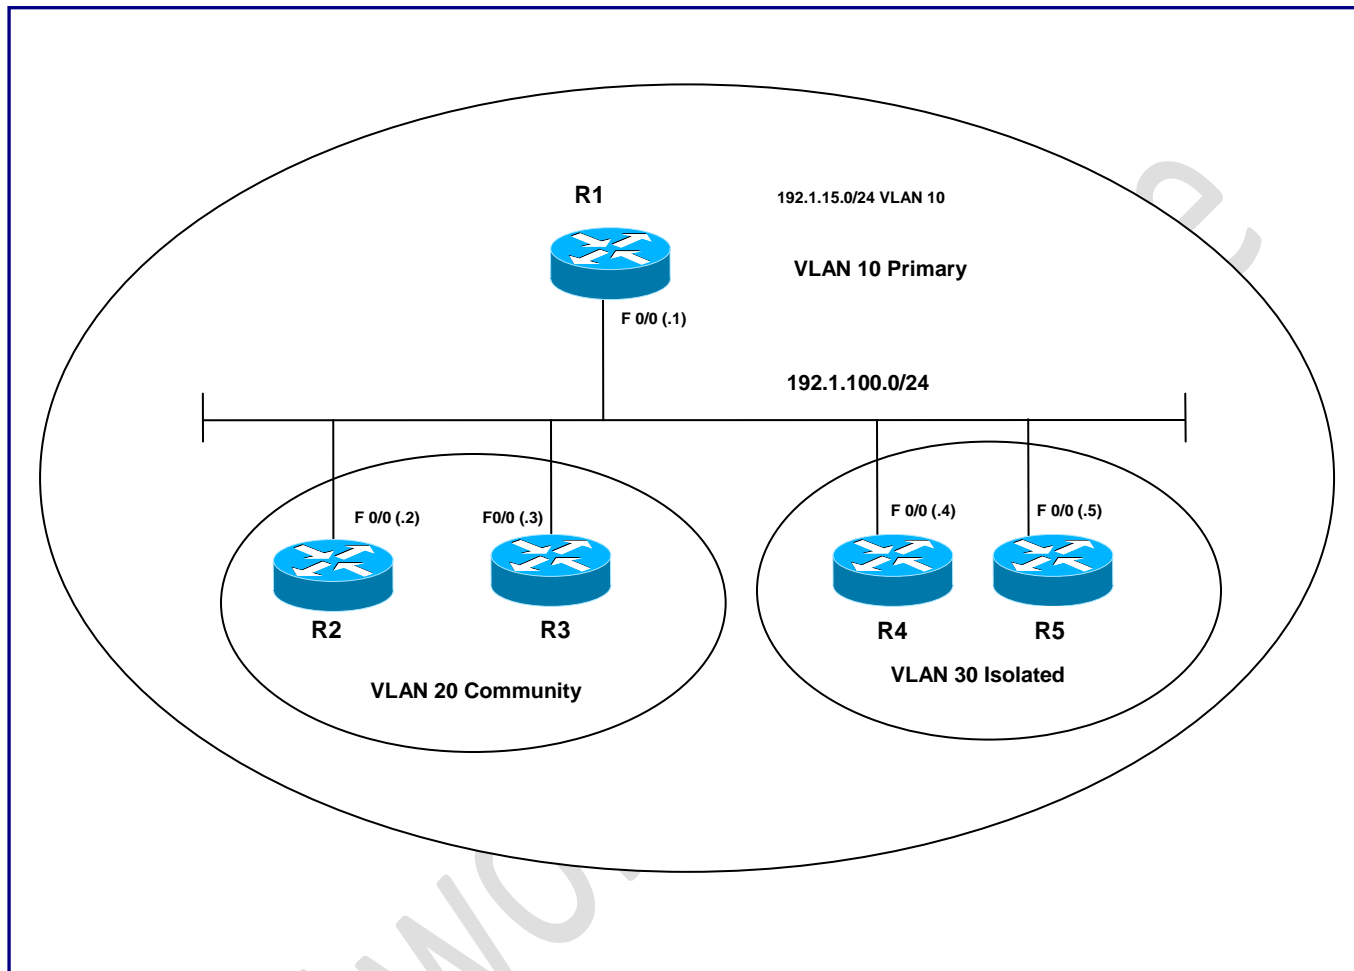 R1
192.1.15.0/24 VLAN 10
VLAN 10 Primary
F 0/0 (.1)
192.1.100.0/24
F 0/0 (.2)
F0/0 (.3)
F 0/0 (.4)
F 0/0 (.5)
R2
R3
R4
R5
VLAN 20 Community
VLAN 30 Isolated